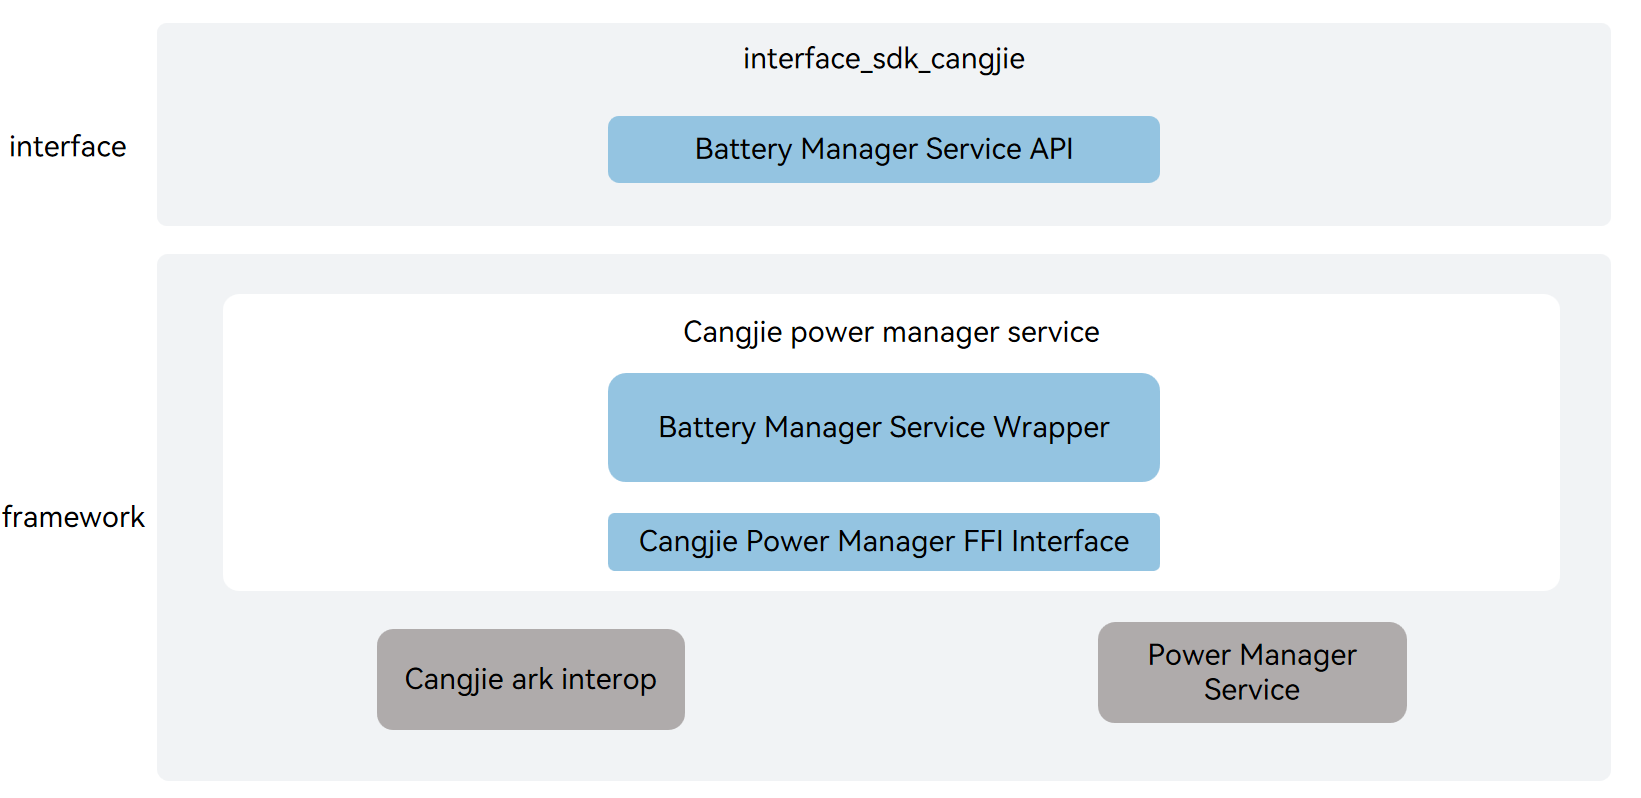 interface_sdk_cangjie
interface
Battery Manager Service API
Cangjie power manager service
Battery Manager Service Wrapper
framework
Cangjie Power Manager FFI Interface
Cangjie ark interop
Power Manager
Service